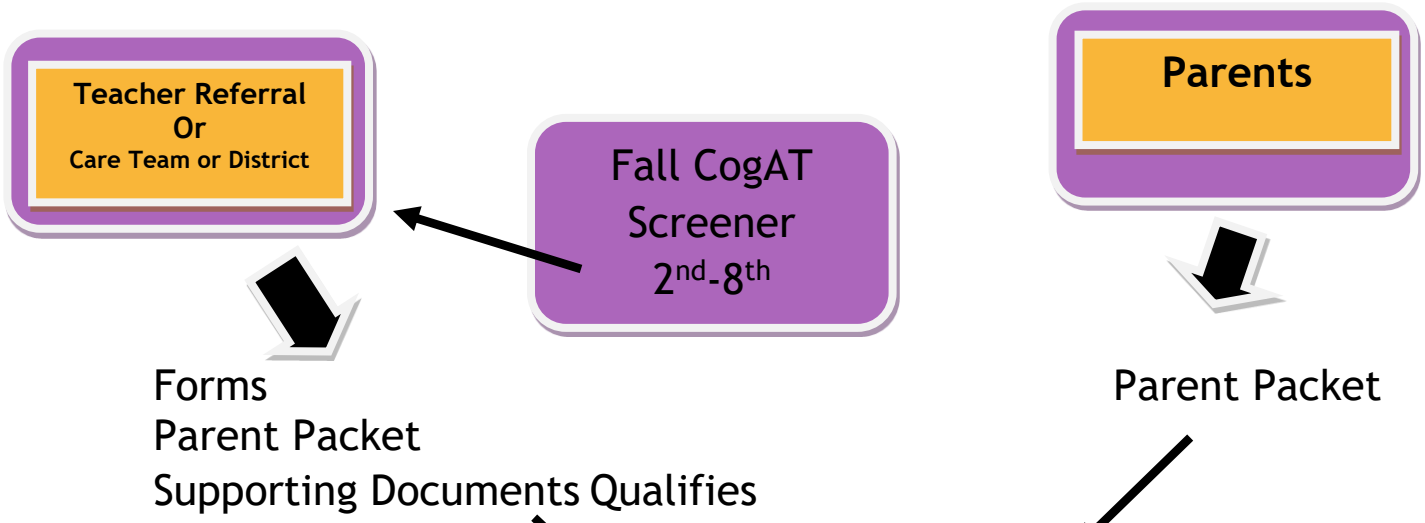 Teacher Referral
Or
Care Team or District
Fall CogAT
Screener
2nd-8th
Parents
Forms
Parent Packet
Supporting Documents Qualifies
Parent Packet